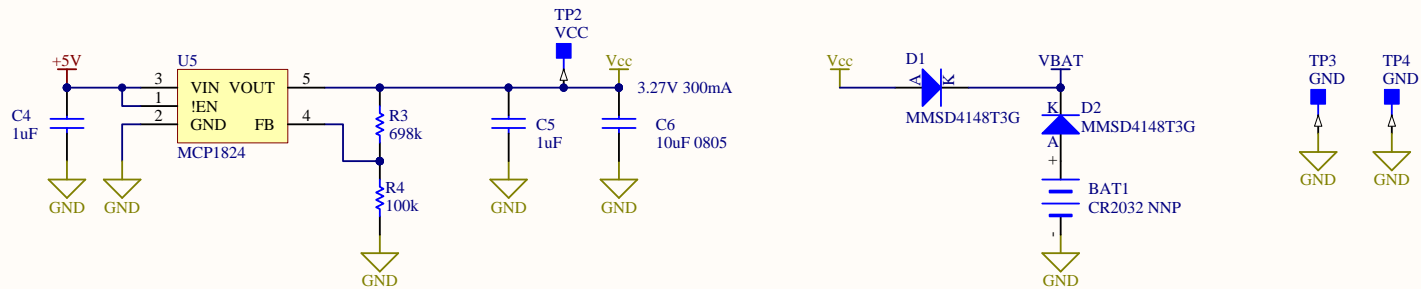 TP2
VCC
+5V
U5
Vcc
3 VIN VOUT 5
1 !EN
2 GND FB 4
MCP1824
C4
1uF
R3
698k
R4
100k
C5
1uF
C6
10uF 0805
3.27V 300mA
GND
GND
GND
GND
GND
Vcc
D1
A K
MMSD4148T3G
VBAT
K D2
MMSD4148T3G
A
+
BAT1
CR2032 NNP
-
GND
TP3
GND
GND
TP4
GND
GND